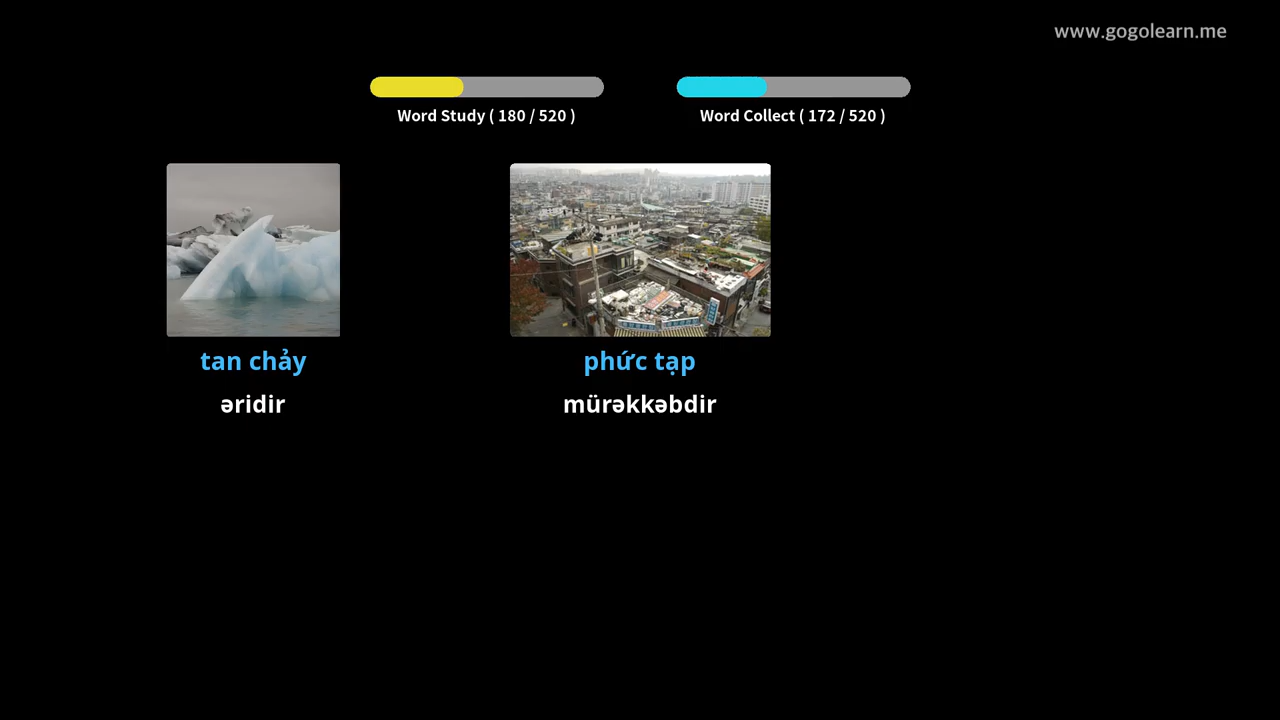 www.gogolearn.me
Word Study ( 180 / 520 )
Word Collect ( 172 / 520 )
tan chảy
phức tạp
əridir
mürəkkəbdir